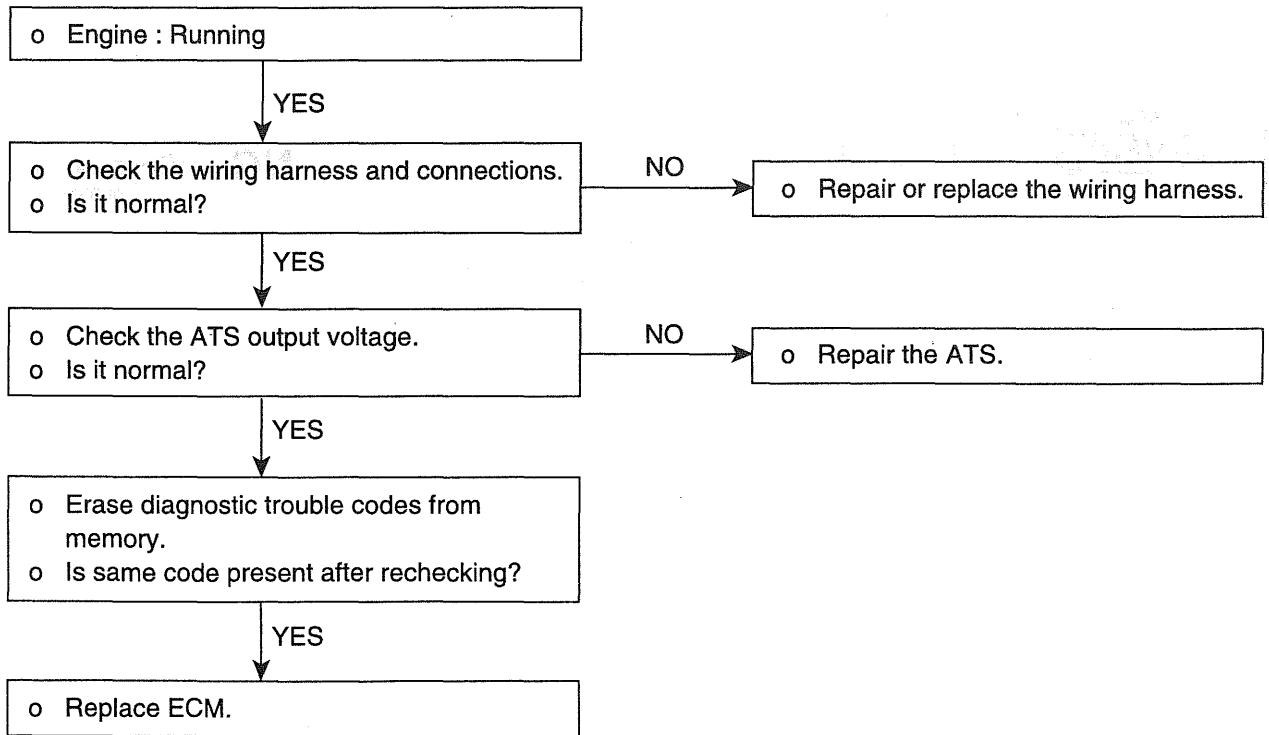 o Engine : Running
YES
o Check the wiring harness and connections.
o Is it normal?
NO
o Repair or replace the wiring harness.
YES
o Check the ATS output voltage.
o Is it normal?
NO
o Repair the ATS.
YES
o Erase diagnostic trouble codes from
memory.
o Is same code present after rechecking?
YES
o Replace ECM.